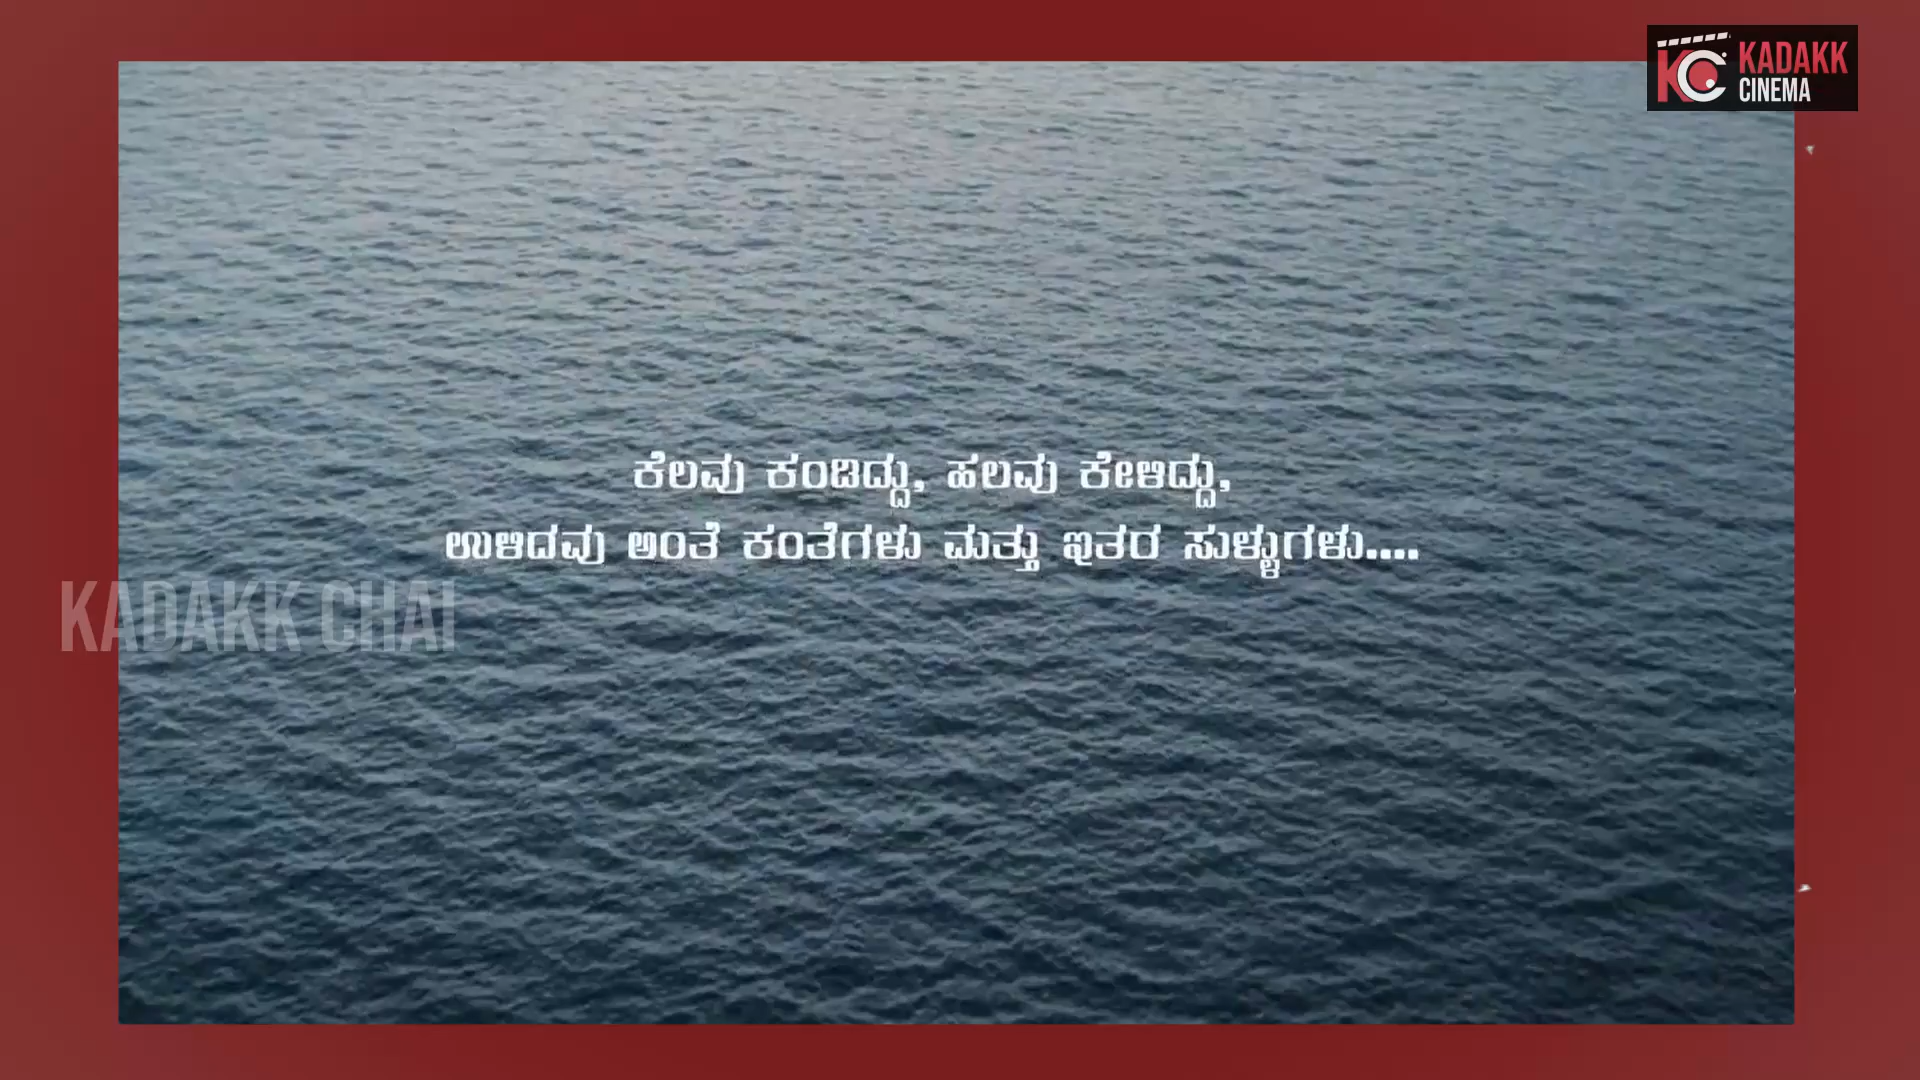 KADAKK
CINEMA
ಕೆಲವು ಕಂಡಿದ್ದು, ಹಲವು ಕೇಳಿದ್ದು,
ಉಳಿದವು ಅಂತೆ ಕಂತೆಗಳು ಮತ್ತು ಇತರ ಸುಳ್ಳುಗಳು....
KADAKK CHAI